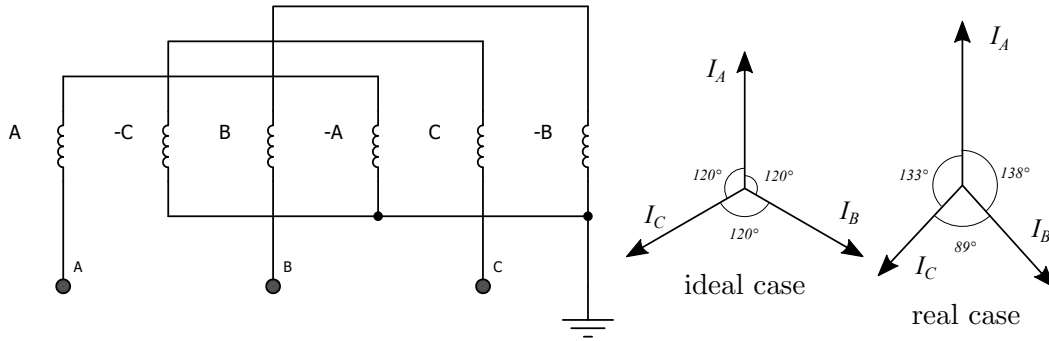 A -C B -A C -B
A B C
I_A
120° 120°
I_C I_B
120°
ideal case
I_A
133° 138°
I_B
89°
I_C
real case